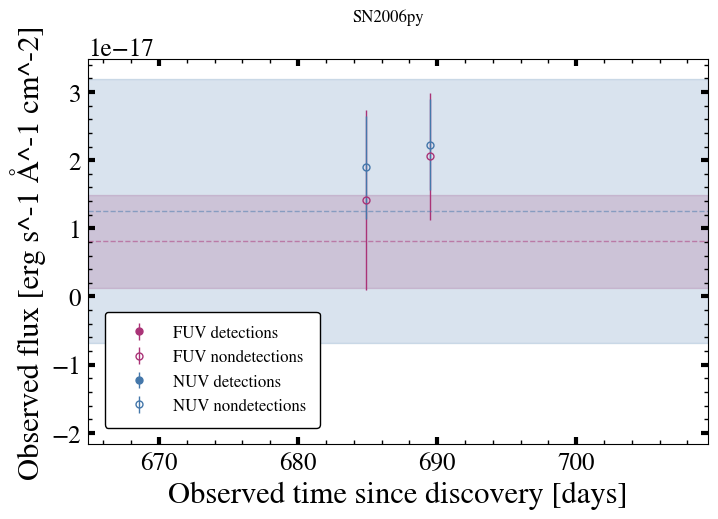 SN2006py
1e−17
Observed flux [erg s^-1 Å^-1 cm^-2]
3
2
1
0
−1
−2
FUV detections
FUV nondetections
NUV detections
NUV nondetections
670 680 690 700
Observed time since discovery [days]